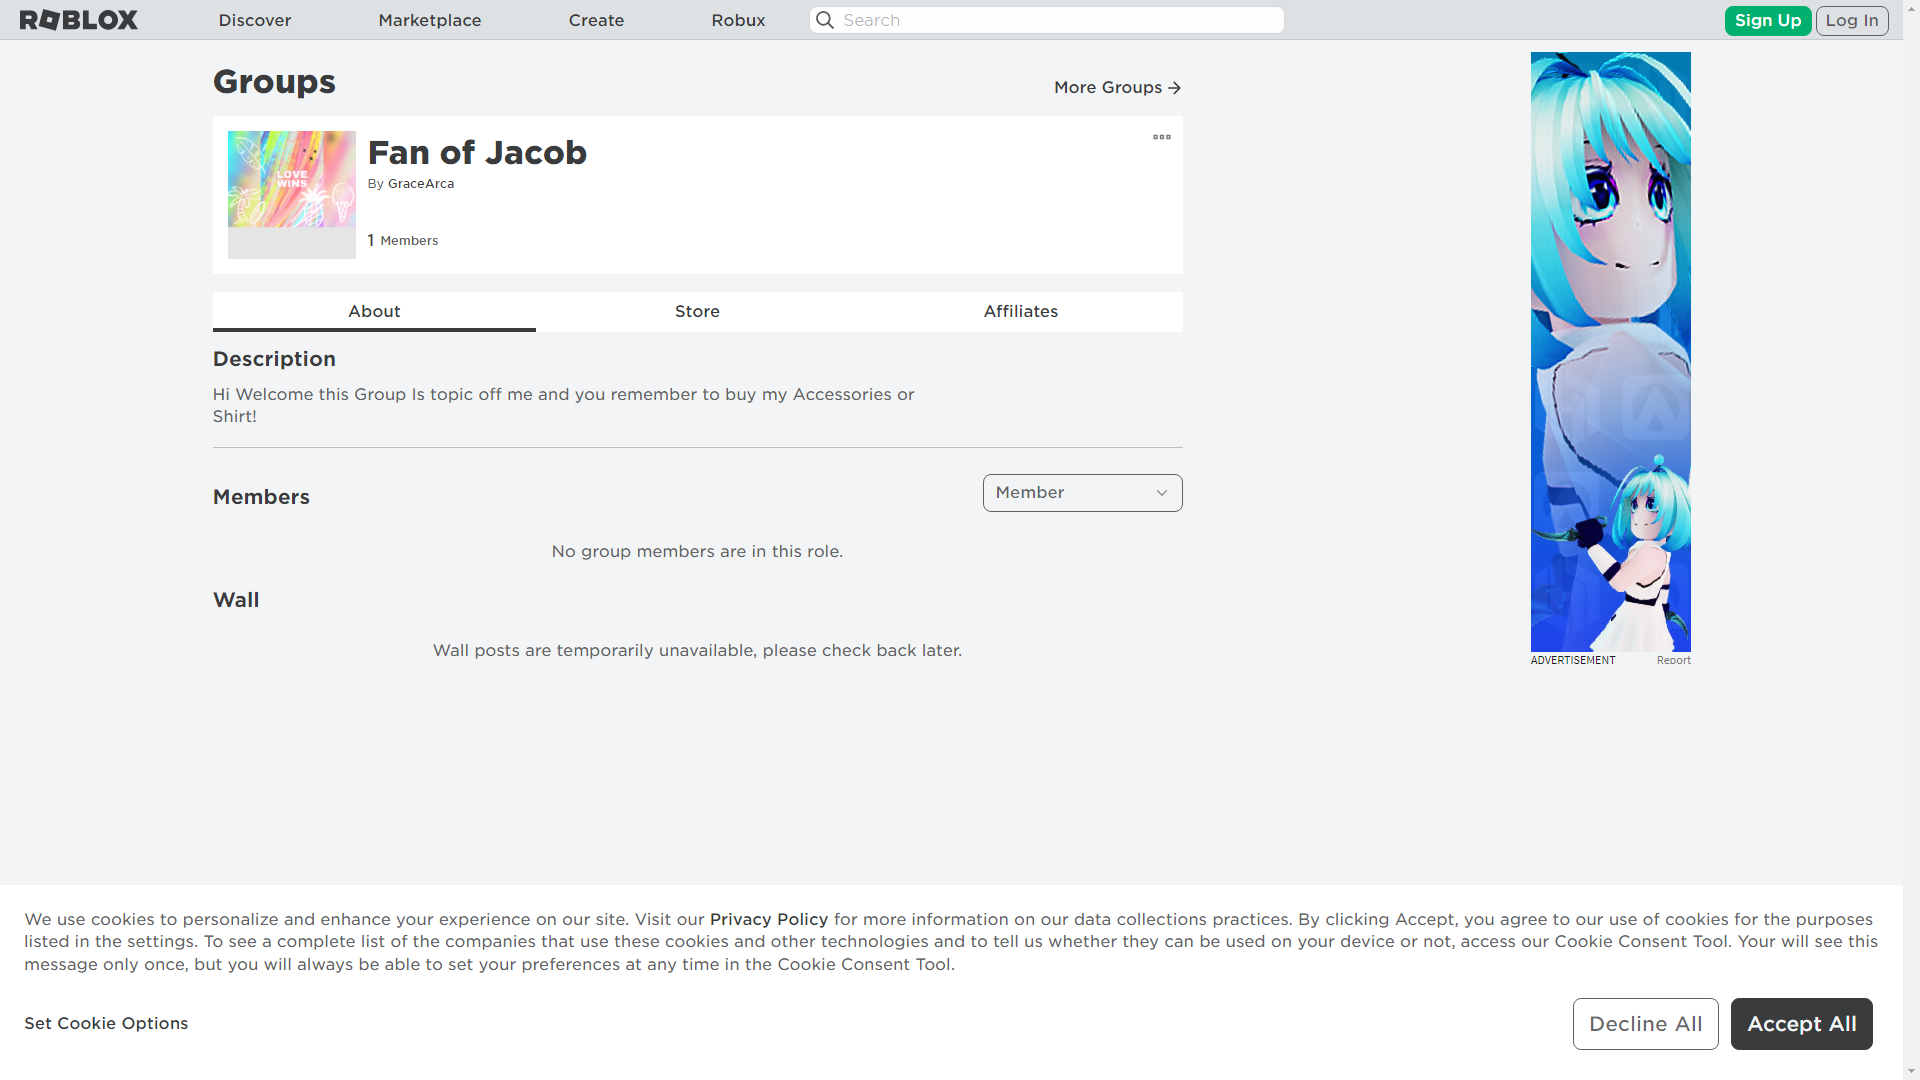 ROBLOX
Discover
Marketplace
Create
Robux
Search
Sign Up
Log In
Groups
More Groups
LOVE
WINS
Fan of Jacob
By GraceArca
1 Members
About
Store
Affiliates
Description
Hi Welcome this Group Is topic off me and you remember to buy my Accessories or
Shirt!
Members
Member
No group members are in this role.
Wall
Wall posts are temporarily unavailable, please check back later.
ADVERTISEMENT
Report
We use cookies to personalize and enhance your experience on our site. Visit our Privacy Policy for more information on our data collections practices. By clicking Accept, you agree to our use of cookies for the purposes
listed in the settings. To see a complete list of the companies that use these cookies and other technologies and to tell us whether they can be used on your device or not, access our Cookie Consent Tool. Your will see this
message only once, but you will always be able to set your preferences at any time in the Cookie Consent Tool.
Set Cookie Options
Decline All
Accept All